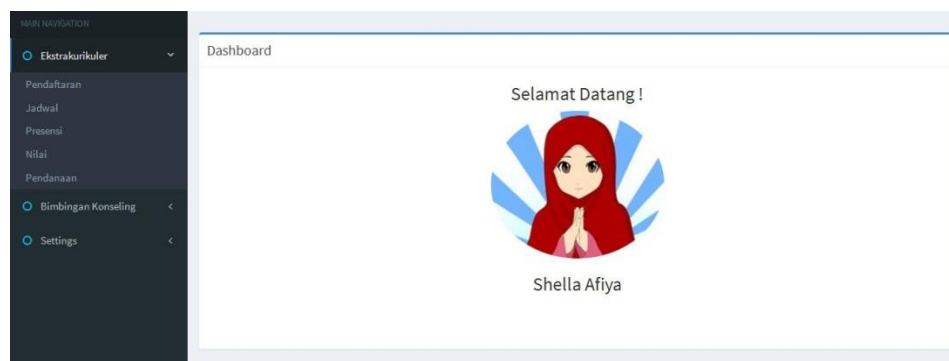 MAIN NAVIGATION
Ekstrakurikuler
Pendaftaran
Jadwal
Presensi
Nilai
Pendanaan
Bimbingan Konseling
Settings
Dashboard
Selamat Datang !
Shella Afiya